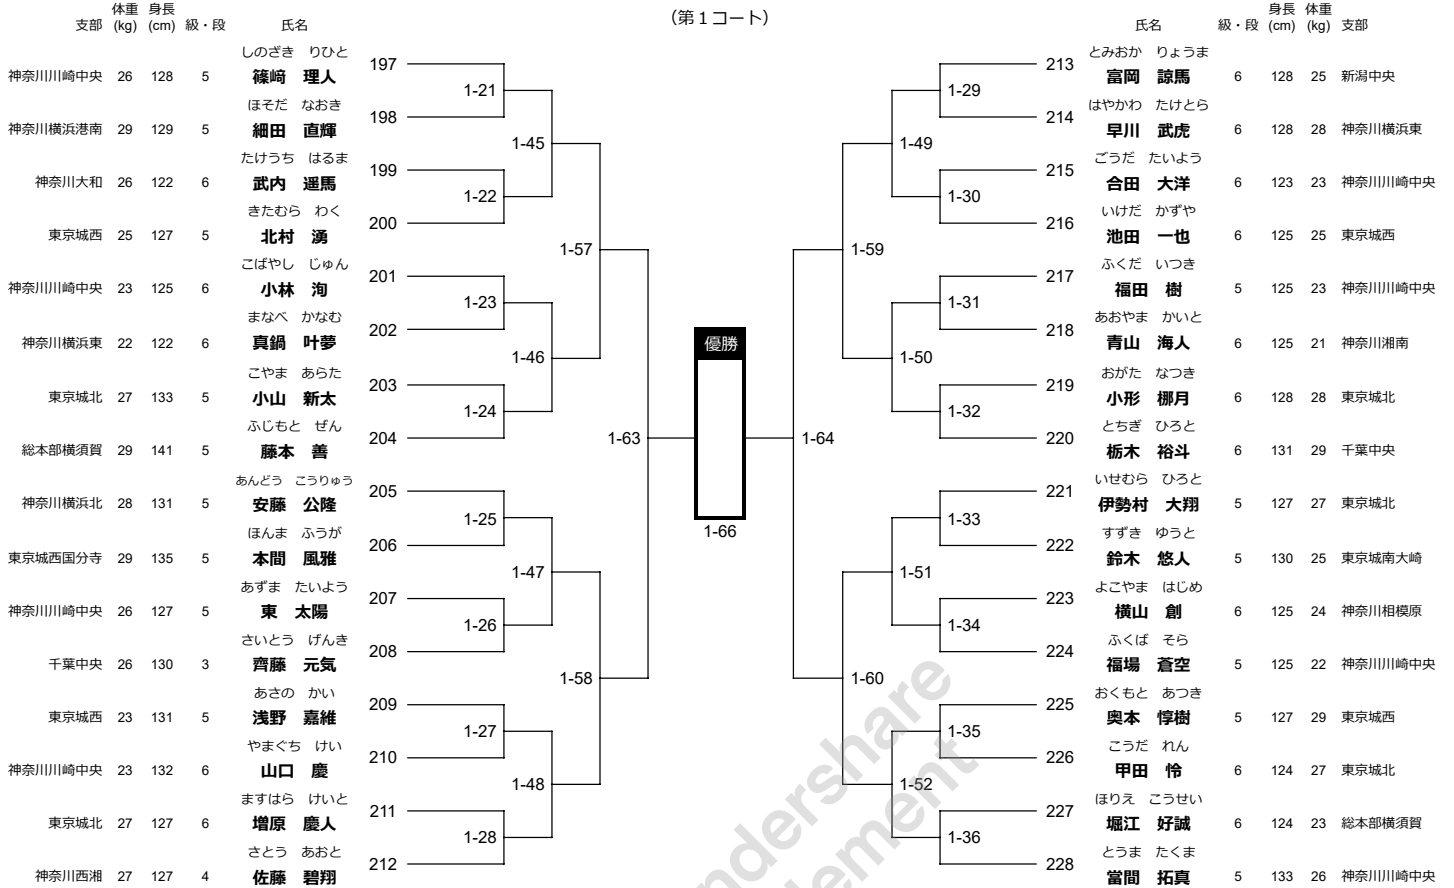 （第１コート）
支部 体重(kg) 身長(cm) 級・段 氏名
氏名 級・段 身長(cm) 体重(kg) 支部
しのざき りひと
神奈川川崎中央 26 128 5 篠﨑 理人 197
1-21
ほそだ なおき
神奈川横浜港南 29 129 5 細田 直輝 198
1-45
たけうち はるま
神奈川大和 26 122 6 武内 遥馬 199
1-22
きたむら わく
東京城西 25 127 5 北村 湧 200
1-57
こばやし じゅん
神奈川川崎中央 23 125 6 小林 洵 201
1-23
まなべ かなむ
神奈川横浜東 22 122 6 真鍋 叶夢 202
1-46
こやま あらた
東京城北 27 133 5 小山 新太 203
1-24
ふじもと ぜん
総本部横須賀 29 141 5 藤本 善 204
1-63
あんどう こうりゅう
神奈川横浜北 28 131 5 安藤 公隆 205
1-25
ほんま ふうが
東京城西国分寺 29 135 5 本間 風雅 206
1-47
あずま たいよう
神奈川川崎中央 26 127 5 東 太陽 207
1-26
さいとう げんき
千葉中央 26 130 3 齊藤 元気 208
1-58
あさの かい
東京城西 23 131 5 浅野 嘉維 209
1-27
やまぐち けい
神奈川川崎中央 23 132 6 山口 慶 210
1-48
ますはら けいと
東京城北 27 127 6 増原 慶人 211
1-28
さとう あおと
神奈川西湘 27 127 4 佐藤 碧翔 212
優勝
1-66
とみおか りょうま
213 富岡 諒馬 6 128 25 新潟中央
1-29
はやかわ たけとら
214 早川 武虎 6 128 28 神奈川横浜東
1-49
ごうだ たいよう
215 合田 大洋 6 123 23 神奈川川崎中央
1-30
いけだ かずや
216 池田 一也 6 125 25 東京城西
1-59
ふくだ いつき
217 福田 樹 5 125 23 神奈川川崎中央
1-31
あおやま かいと
218 青山 海人 6 125 21 神奈川湘南
1-50
おがた なつき
219 小形 梛月 6 128 28 東京城北
1-32
とちぎ ひろと
220 栃木 裕斗 6 131 29 千葉中央
1-64
いせむら ひろと
221 伊勢村 大翔 5 127 27 東京城北
1-33
すずき ゆうと
222 鈴木 悠人 5 130 25 東京城南大崎
1-51
よこやま はじめ
223 横山 創 6 125 24 神奈川相模原
1-34
ふくば そら
224 福場 蒼空 5 125 22 神奈川川崎中央
1-60
おくもと あつき
225 奥本 惇樹 5 127 29 東京城西
1-35
こうだ れん
226 甲田 怜 6 124 27 東京城北
1-52
ほりえ こうせい
227 堀江 好誠 6 124 23 総本部横須賀
1-36
とうま たくま
228 當間 拓真 5 133 26 神奈川川崎中央